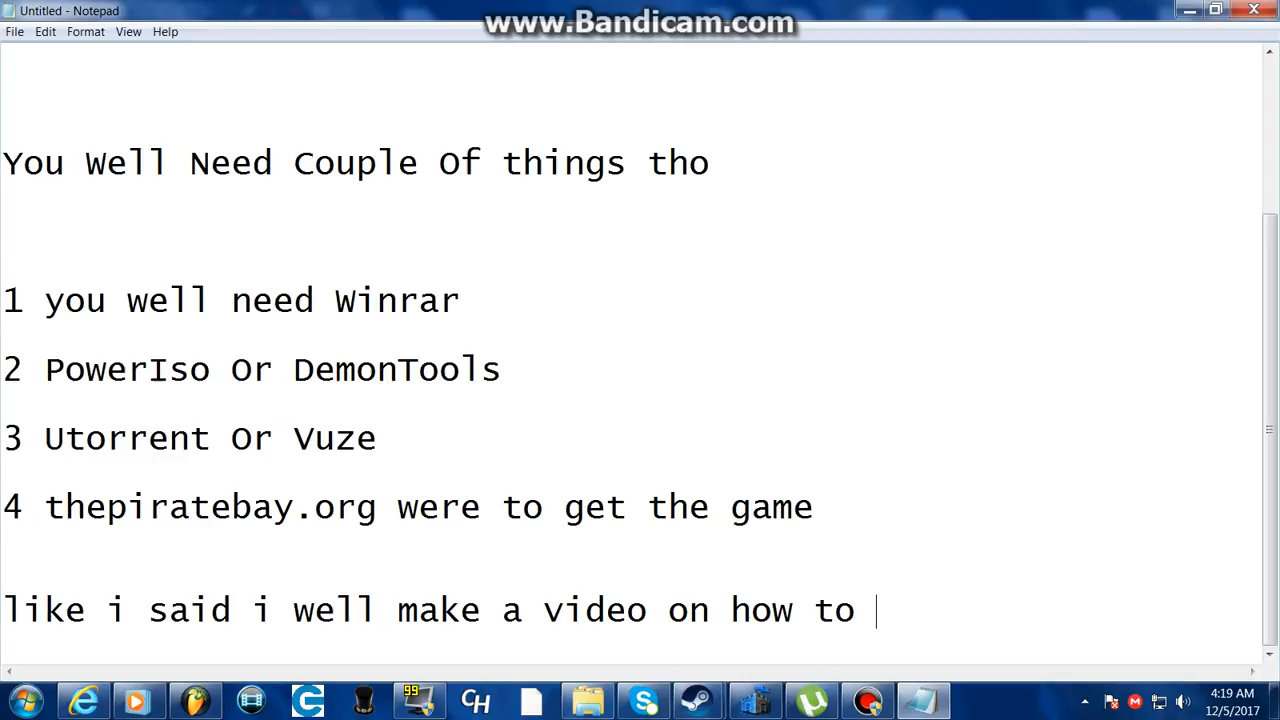 Untitled - Notepad
www.Bandicam.com
File Edit Format View Help
You Well Need Couple Of things tho
1 you well need Winrar
2 PowerIso Or DemonTools
3 Utorrent Or Vuze
4 thepiratebay.org were to get the game
like i said i well make a video on how to
99
CH
4:19 AM
12/5/2017